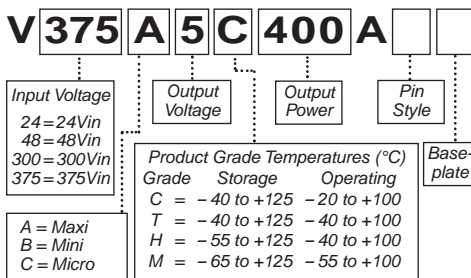 V 375 A 5 C 400 A
Input Voltage
24 = 24Vin
48 = 48Vin
300 = 300Vin
375 = 375Vin
Output
Voltage
Output
Power
Pin
Style
Base-
plate
A = Maxi
B = Mini
C = Micro
Product Grade Temperatures (°C)
Grade Storage Operating
C = – 40 to +125 – 20 to +100
T = – 40 to +125 – 40 to +100
H = – 55 to +125 – 40 to +100
M = – 65 to +125 – 55 to +100